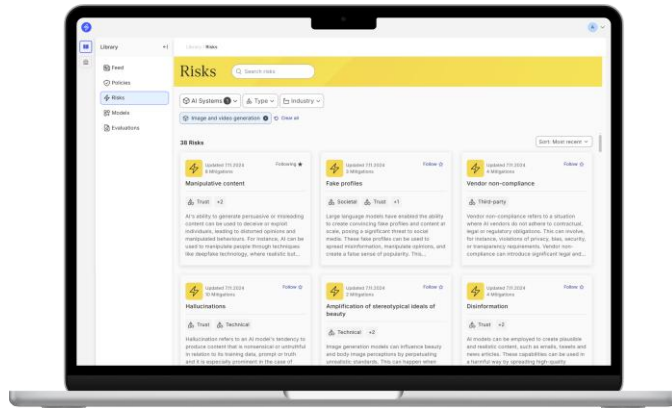 Library
Feed
Policies
Risks
Models
Evaluations
Library / Risks
Risks
Search risks
AI Systems 1
Type
Industry
Image and video generation
Clear all
38 Risks
Sort: Most recent
Updated 7.11.2024
Following
6 Mitigations
Manipulative content
Trust +2
AI's ability to generate persuasive or misleading
content can be used to deceive or exploit
individuals, leading to distorted opinions and
manipulated behaviours. For instance, AI can be
used to manipulate people through techniques
like deepfake technology, where realistic but...
Updated 7.11.2024
Follow
3 Mitigations
Fake profiles
Societal Trust +1
Large language models have enabled the ability
to create convincing fake profiles and content at
scale, posing a significant threat to social
media. These fake profiles can be used to
spread misinformation, manipulate opinions, and
create a false sense of popularity. This...
Updated 7.11.2024
Follow
4 Mitigations
Vendor non-compliance
Third-party
Vendor non-compliance refers to a situation
where AI vendors do not adhere to contractual,
legal or regulatory obligations. This can involve,
for instance, violations of privacy, bias, security,
or transparency requirements. Vendor non-
compliance can introduce significant legal and...
Updated 7.11.2024
Follow
10 Mitigations
Hallucinations
Trust Technical
Hallucination refers to an AI model's tendency to
produce content that is nonsensical or untruthful
in relation to its training data, prompt or truth
and it is especially prominent in the case of
Updated 7.11.2024
Follow
2 Mitigations
Amplification of stereotypical ideals of
beauty
Technical +2
Image generation models can influence beauty
and body image perceptions by perpetuating
unrealistic standards. This can happen when
Updated 7.11.2024
Follow
4 Mitigations
Disinformation
Trust
AI models can be employed to create plausible
and realistic content, such as emails, tweets and
news articles. These capabilities can be used in
a harmful way by spreading high-quality